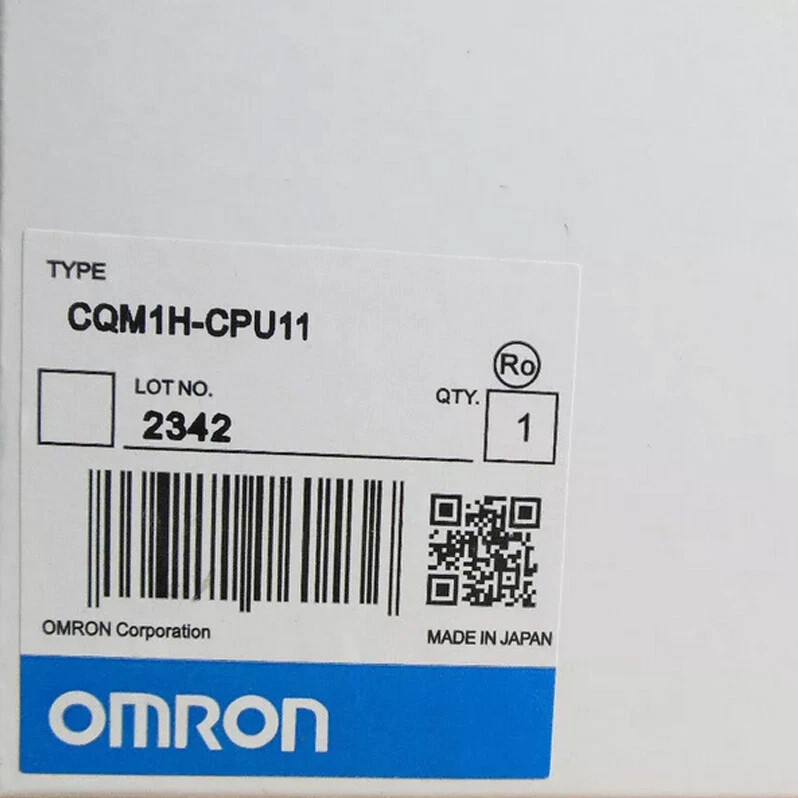 TYPE
CQM1H-CPU11
Ro
LOT NO.
QTY.
2342
1
OMRON Corporation
MADE IN JAPAN
OMRON